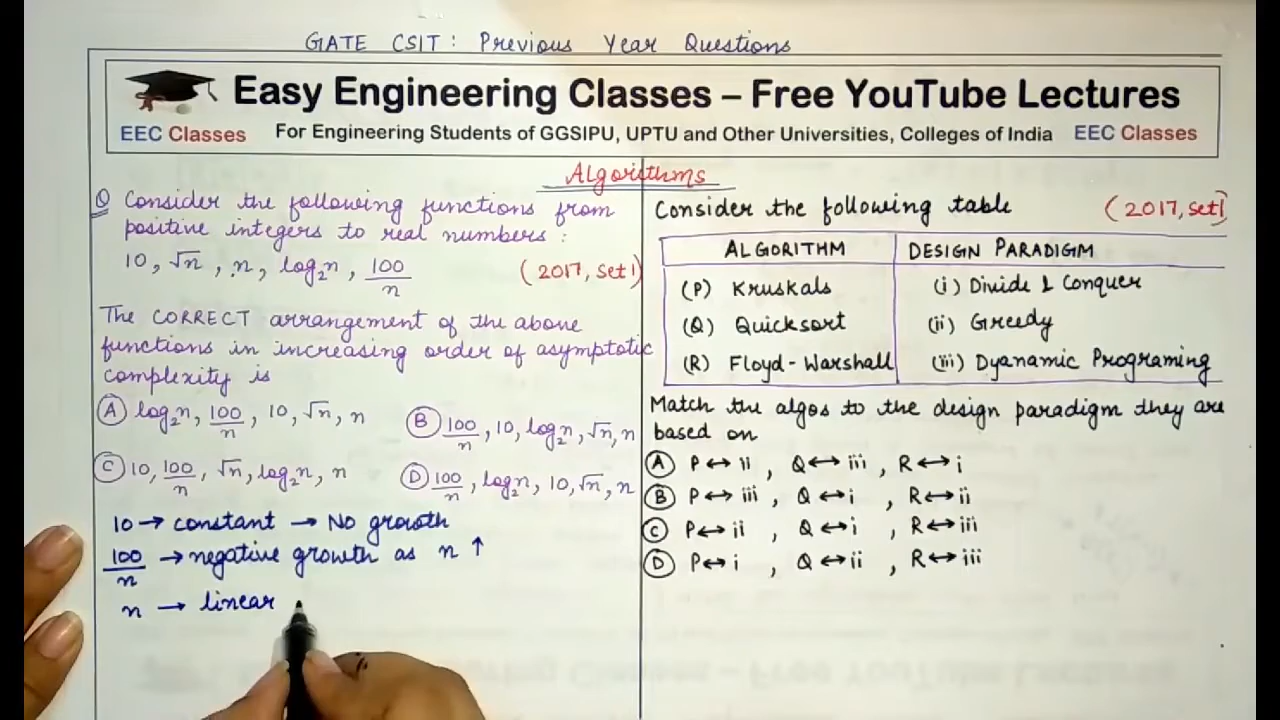 GATE CSIT: Previous Year Questions
Easy Engineering Classes – Free YouTube Lectures
EEC Classes For Engineering Students of GGSIPU, UPTU and Other Universities, Colleges of India EEC Classes
Algorithms
Q Consider the following functions from
positive integers to real numbers:
10, √n, n, log₂n, 100/n (2017, Set 1)
The CORRECT arrangement of the above
functions in increasing order of asymptotic
complexity is
(A) log₂n, 100/n, 10, √n, n
(B) 100/n, 10, log₂n, √n, n
(C) 10, 100/n, √n, log₂n, n
(D) 100/n, log₂n, 10, √n, n
10 → constant → No growth
100/n → negative growth as n ↑
n → linear
Consider the following table (2017, Set 1)
ALGORITHM DESIGN PARADIGM
(P) Kruskals (i) Divide & Conquer
(Q) Quicksort (ii) Greedy
(R) Floyd-Warshall (iii) Dyanamic Programing
Match the algos to the design paradigm they are
based on
(A) P↔ii, Q↔iii, R↔i
(B) P↔iii, Q↔i, R↔ii
(C) P↔ii, Q↔i, R↔iii
(D) P↔i, Q↔ii, R↔iii